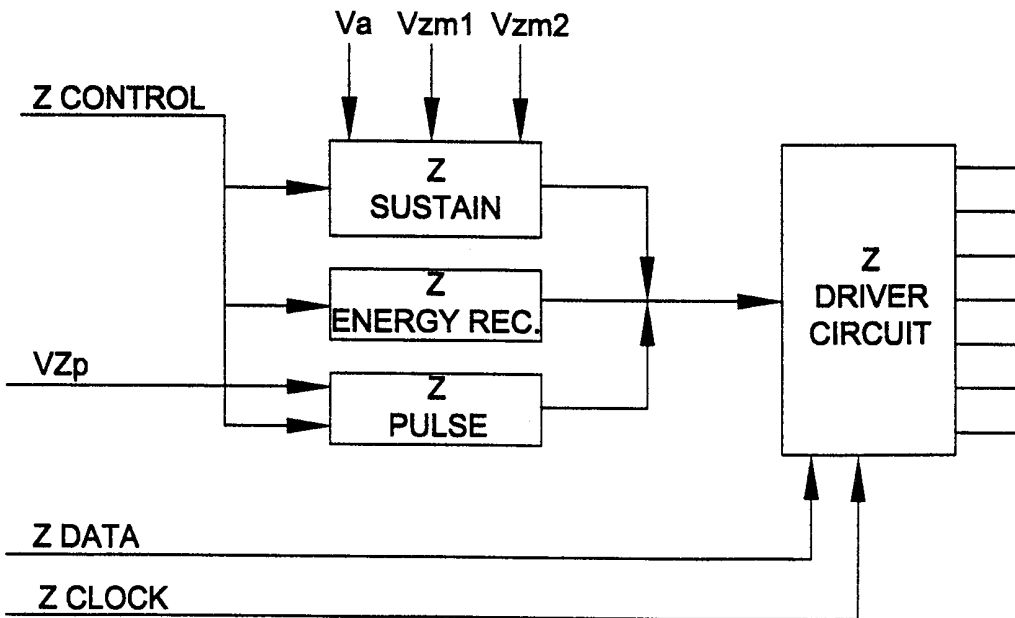 Va Vzm1 Vzm2
Z CONTROL
Z
SUSTAIN
Z
ENERGY REC.
VZp
Z
PULSE
Z
DRIVER
CIRCUIT
Z DATA
Z CLOCK